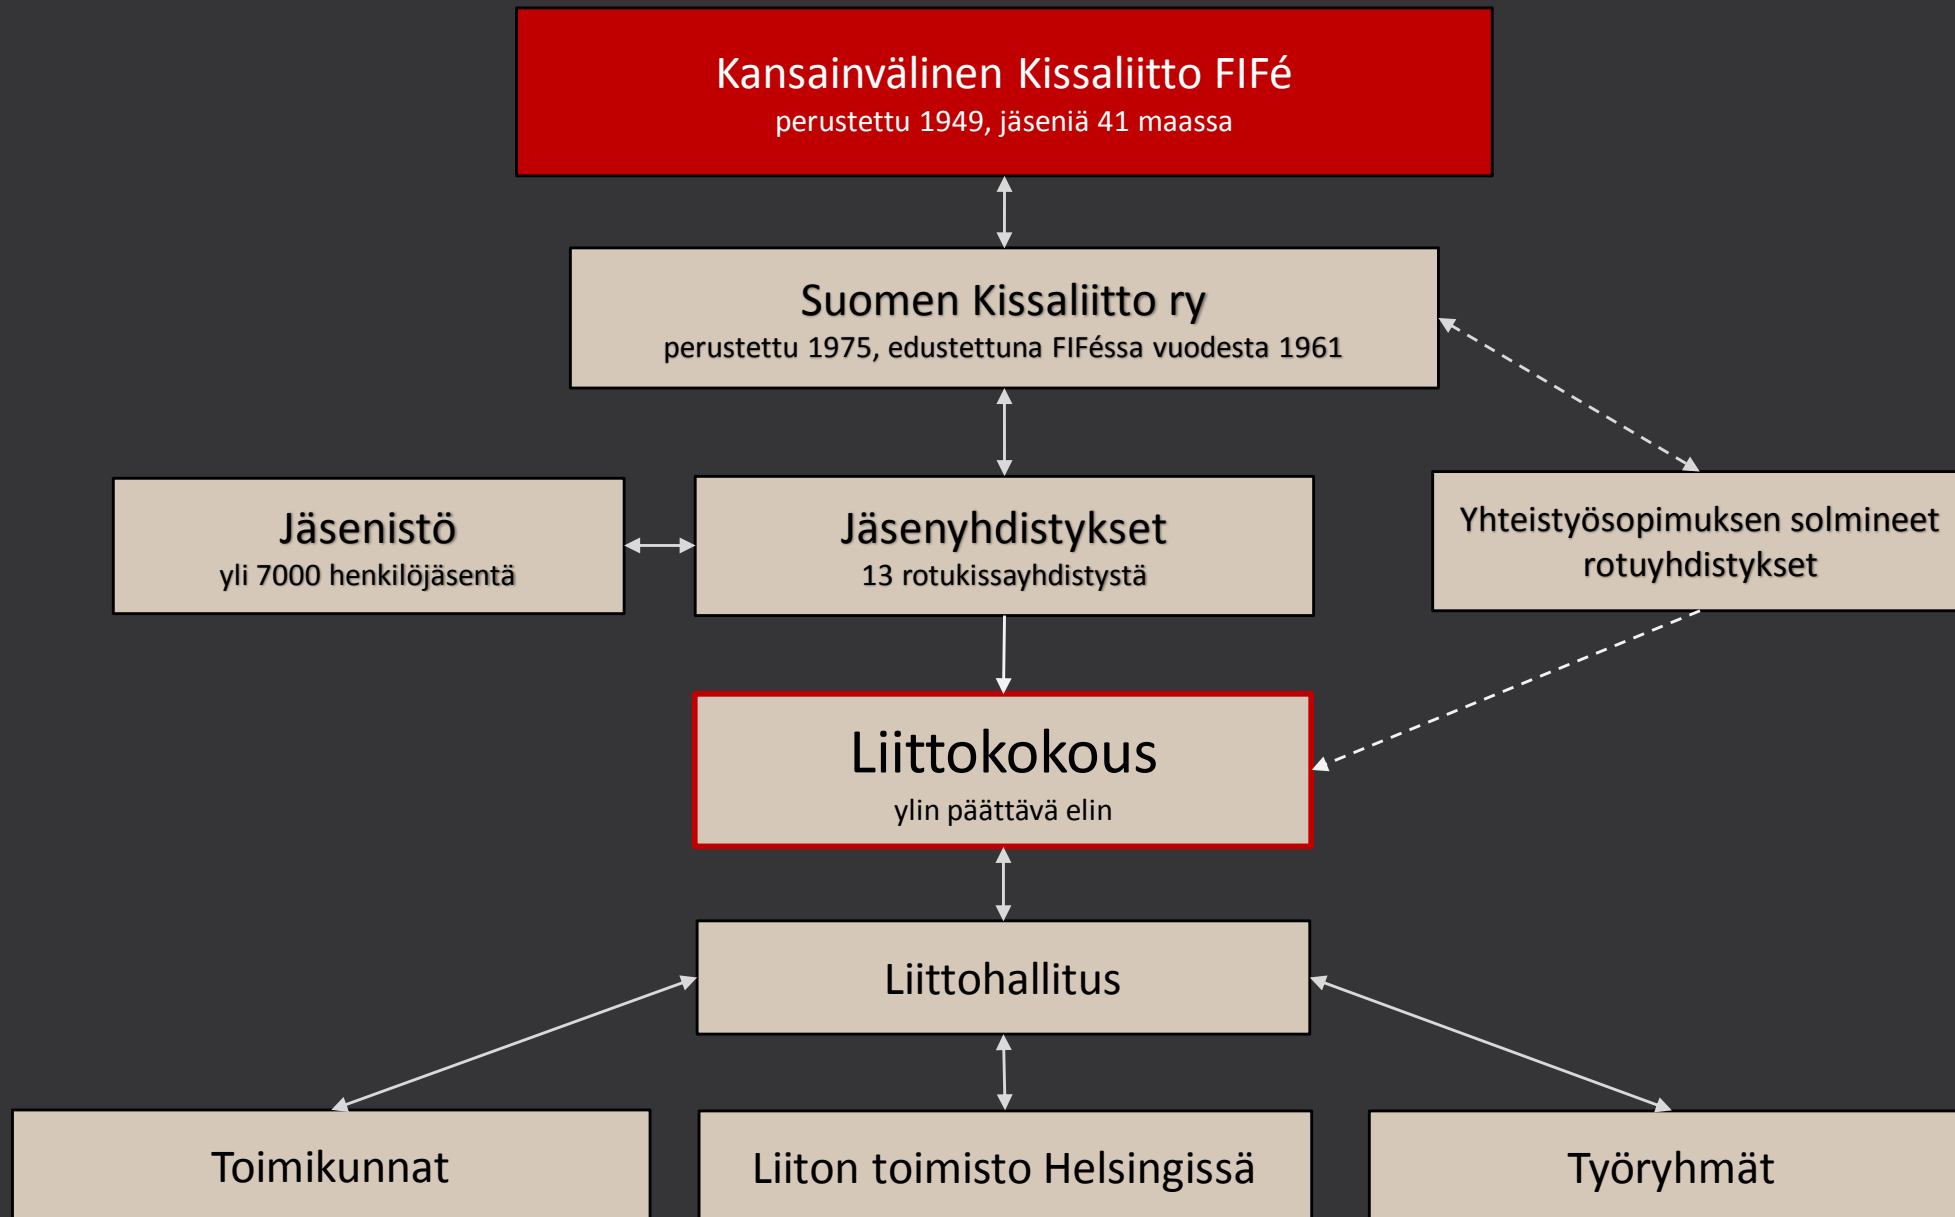 Kansainvälinen Kissaliitto FIFé
perustettu 1949, jäseniä 41 maassa
Suomen Kissaliitto ry
perustettu 1975, edustettuna FIFéssa vuodesta 1961
Jäsenistö
yli 7000 henkilöjäsentä
Jäsenyhdistykset
13 rotukissayhdistystä
Yhteistyösopimuksen solmineet
rotuyhdistykset
Liittokokous
ylin päättävä elin
Liittohallitus
Toimikunnat
Liiton toimisto Helsingissä
Työryhmät